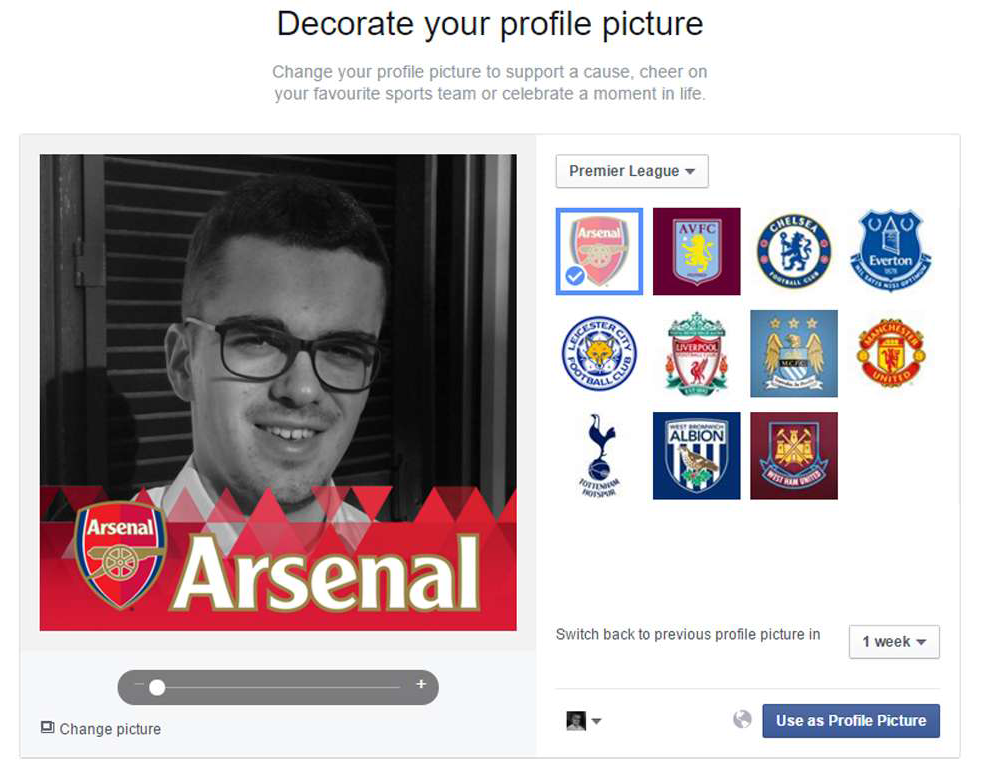 Decorate your profile picture
Change your profile picture to support a cause, cheer on
your favourite sports team or celebrate a moment in life.
Premier League
Arsenal
AVFC
CHELSEA
FOOTBALL CLUB
Everton
1878
NIL SATIS NISI OPTIMUM
LEICESTER CITY
FOOTBALL CLUB
LIVERPOOL
FOOTBALL CLUB
M.C.F.C.
MANCHESTER
UNITED
TOTTENHAM
HOTSPUR
WEST BROMWICH
ALBION
WEST HAM UNITED
Arsenal
Arsenal
Switch back to previous profile picture in
1 week
Change picture
Use as Profile Picture